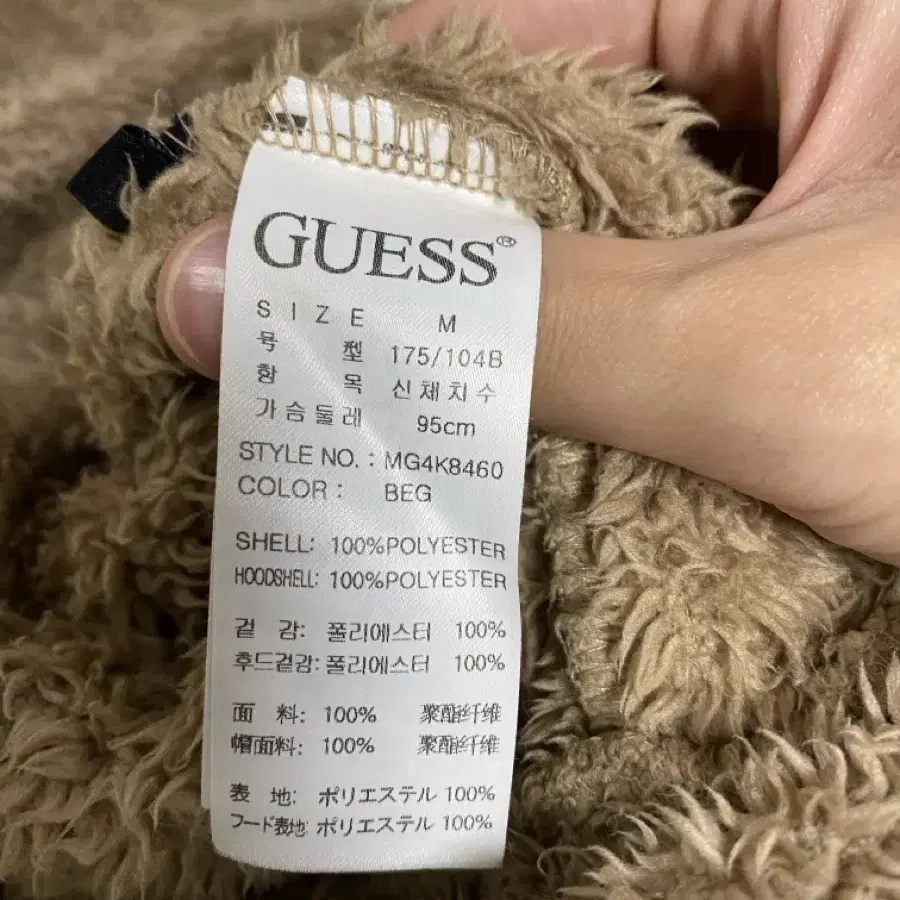 GUESS®
SIZE M
号型 175/104B
항목 신체치수
가슴둘레 95cm
STYLE NO. : MG4K8460
COLOR : BEG
SHELL: 100%POLYESTER
HOODSHELL: 100%POLYESTER
겉감: 폴리에스터 100%
후드겉감: 폴리에스터 100%
面料: 100% 聚酯纤维
帽面料: 100% 聚酯纤维
表地: ポリエステル 100%
フード表地: ポリエステル 100%